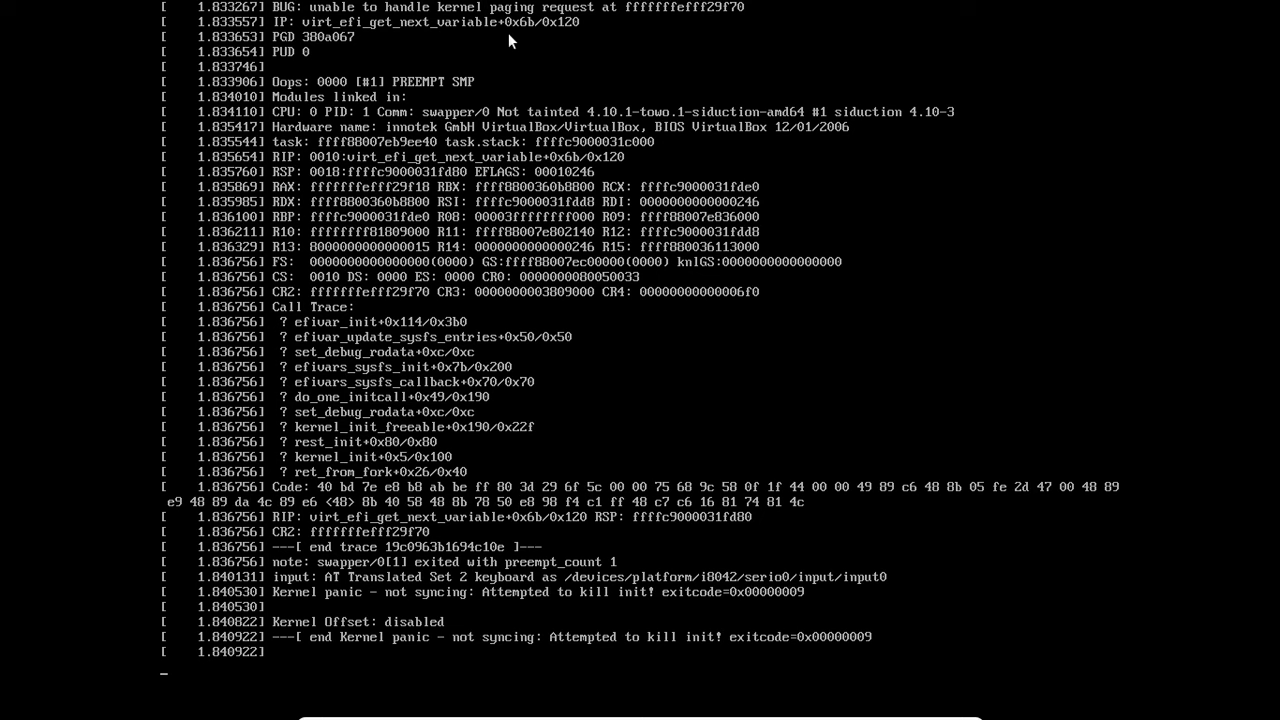 [    1.833267] BUG: unable to handle kernel paging request at fffffffefff29f70
[    1.833557] IP: virt_efi_get_next_variable+0x6b/0x120
[    1.833653] PGD 380a067
[    1.833654] PUD 0
[    1.833746]
[    1.833906] Oops: 0000 [#1] PREEMPT SMP
[    1.834010] Modules linked in:
[    1.834110] CPU: 0 PID: 1 Comm: swapper/0 Not tainted 4.10.1-towo.1-siduction-amd64 #1 siduction 4.10-3
[    1.835417] Hardware name: innotek GmbH VirtualBox/VirtualBox, BIOS VirtualBox 12/01/2006
[    1.835544] task: ffff88007eb9ee40 task.stack: ffffc9000031c000
[    1.835654] RIP: 0010:virt_efi_get_next_variable+0x6b/0x120
[    1.835760] RSP: 0018:ffffc9000031fd80 EFLAGS: 00010246
[    1.835869] RAX: fffffffefff29f18 RBX: ffff8800360b8800 RCX: ffffc9000031fde0
[    1.835985] RDX: ffff8800360b8800 RSI: ffffc9000031fdd8 RDI: 0000000000000246
[    1.836100] RBP: ffffc9000031fde0 R08: 00003ffffffff000 R09: ffff88007e836000
[    1.836211] R10: ffffffff81809000 R11: ffff88007e802140 R12: ffffc9000031fdd8
[    1.836329] R13: 8000000000000015 R14: 0000000000000246 R15: ffff880036113000
[    1.836756] FS:  0000000000000000(0000) GS:ffff88007ec00000(0000) knlGS:0000000000000000
[    1.836756] CS:  0010 DS: 0000 ES: 0000 CR0: 0000000080050033
[    1.836756] CR2: fffffffefff29f70 CR3: 0000000003809000 CR4: 00000000000006f0
[    1.836756] Call Trace:
[    1.836756]  ? efivar_init+0x114/0x3b0
[    1.836756]  ? efivar_update_sysfs_entries+0x50/0x50
[    1.836756]  ? set_debug_rodata+0xc/0xc
[    1.836756]  ? efivars_sysfs_init+0x7b/0x200
[    1.836756]  ? efivars_sysfs_callback+0x70/0x70
[    1.836756]  ? do_one_initcall+0x49/0x190
[    1.836756]  ? set_debug_rodata+0xc/0xc
[    1.836756]  ? kernel_init_freeable+0x190/0x22f
[    1.836756]  ? rest_init+0x80/0x80
[    1.836756]  ? kernel_init+0x5/0x100
[    1.836756]  ? ret_from_fork+0x26/0x40
[    1.836756] Code: 40 bd 7e e8 b8 ab be ff 80 3d 29 6f 5c 00 00 75 68 9c 58 0f 1f 44 00 00 49 89 c6 48 8b 05 fe 2d 47 00 48 89
e9 48 89 da 4c 89 e6 <48> 8b 40 58 48 8b 78 50 e8 98 f4 c1 ff 48 c7 c6 16 81 74 81 4c
[    1.836756] RIP: virt_efi_get_next_variable+0x6b/0x120 RSP: ffffc9000031fd80
[    1.836756] CR2: fffffffefff29f70
[    1.836756] ---[ end trace 19c0963b1694c10e ]---
[    1.836756] note: swapper/0[1] exited with preempt_count 1
[    1.840131] input: AT Translated Set 2 keyboard as /devices/platform/i8042/serio0/input/input0
[    1.840530] Kernel panic - not syncing: Attempted to kill init! exitcode=0x00000009
[    1.840530]
[    1.840822] Kernel Offset: disabled
[    1.840922] ---[ end Kernel panic - not syncing: Attempted to kill init! exitcode=0x00000009
[    1.840922]